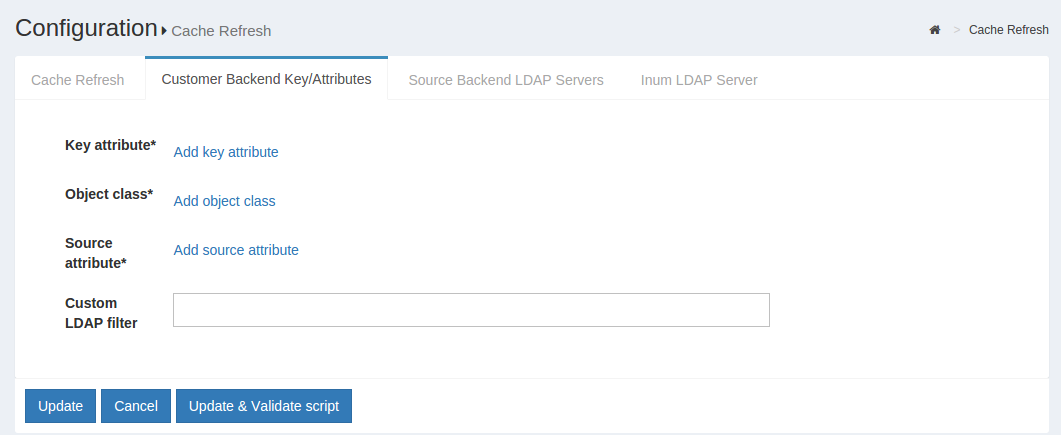 Configuration Cache Refresh
> Cache Refresh
Cache Refresh
Customer Backend Key/Attributes
Source Backend LDAP Servers
Inum LDAP Server
Key attribute*
Add key attribute
Object class*
Add object class
Source
attribute*
Add source attribute
Custom
LDAP filter
Update
Cancel
Update & Validate script